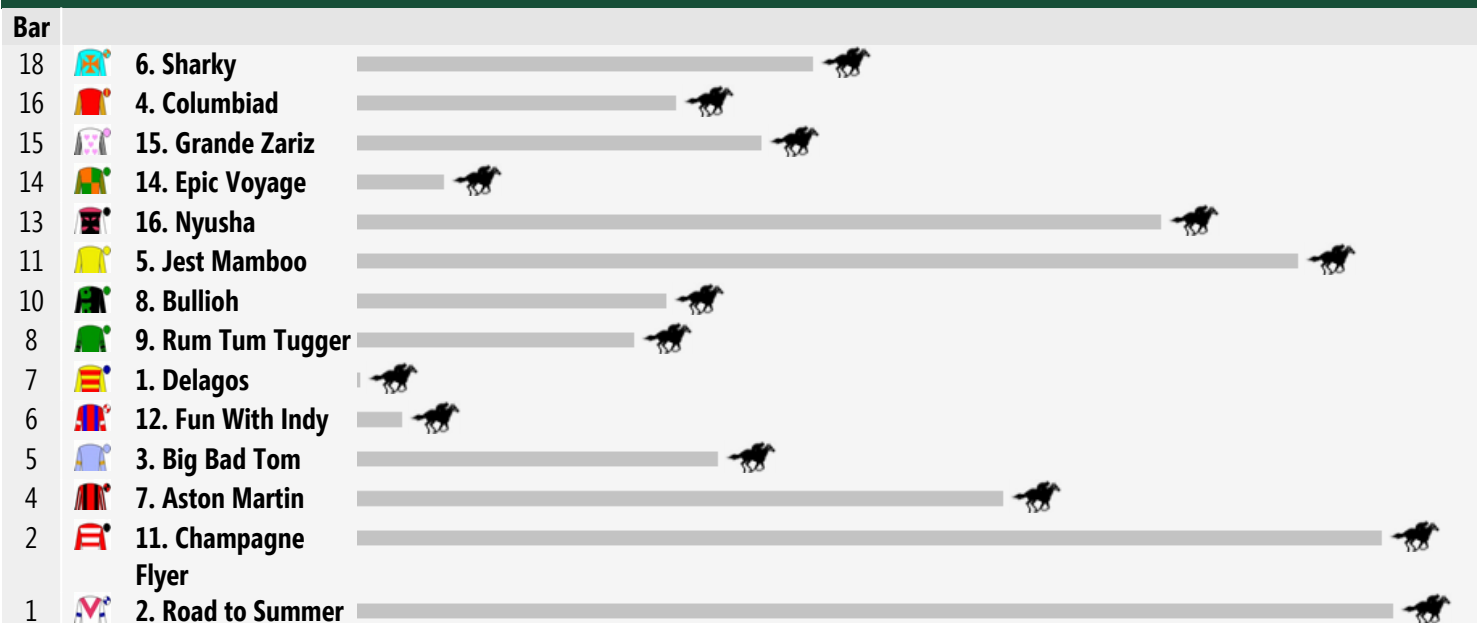 Bar
18 6. Sharky
16 4. Columbiad
15 15. Grande Zariz
14 14. Epic Voyage
13 16. Nyusha
11 5. Jest Mamboo
10 8. Bullioh
8 9. Rum Tum Tugger
7 1. Delagos
6 12. Fun With Indy
5 3. Big Bad Tom
4 7. Aston Martin
2 11. Champagne
Flyer
1 2. Road to Summer